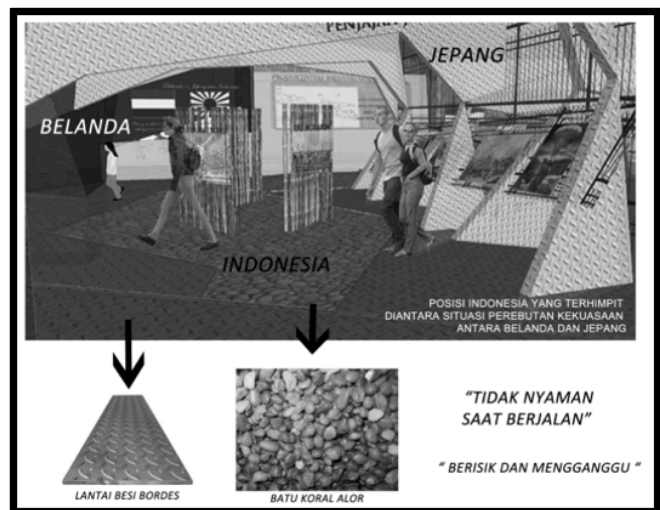 JEPANG
BELANDA
INDONESIA
POSISI INDONESIA YANG TERHIMPIT
DIANTARA SITUASI PEREBUTAN KEKUASAAN
ANTARA BELANDA DAN JEPANG
"TIDAK NYAMAN
SAAT BERJALAN"
" BERISIK DAN MENGGANGGU "
LANTAI BESI BORDES
BATU KORAL ALOR